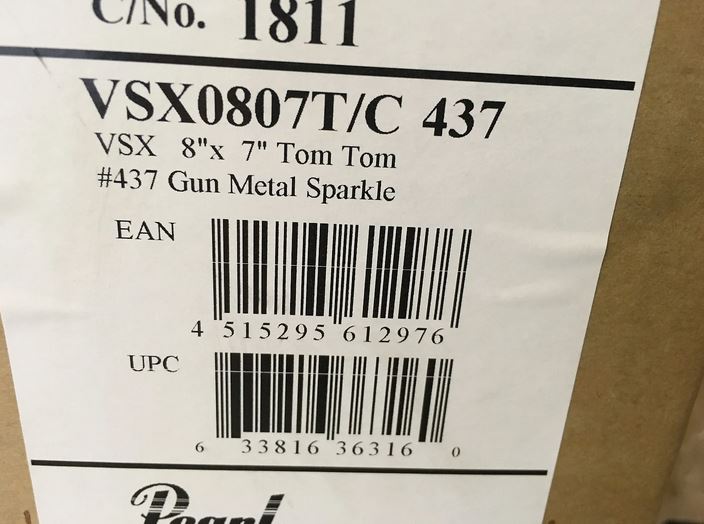 C/No. 1811
VSX0807T/C 437
VSX 8"x 7" Tom Tom
#437 Gun Metal Sparkle
EAN
4 515295 612976
UPC
6 33816 36316 0
Pearl